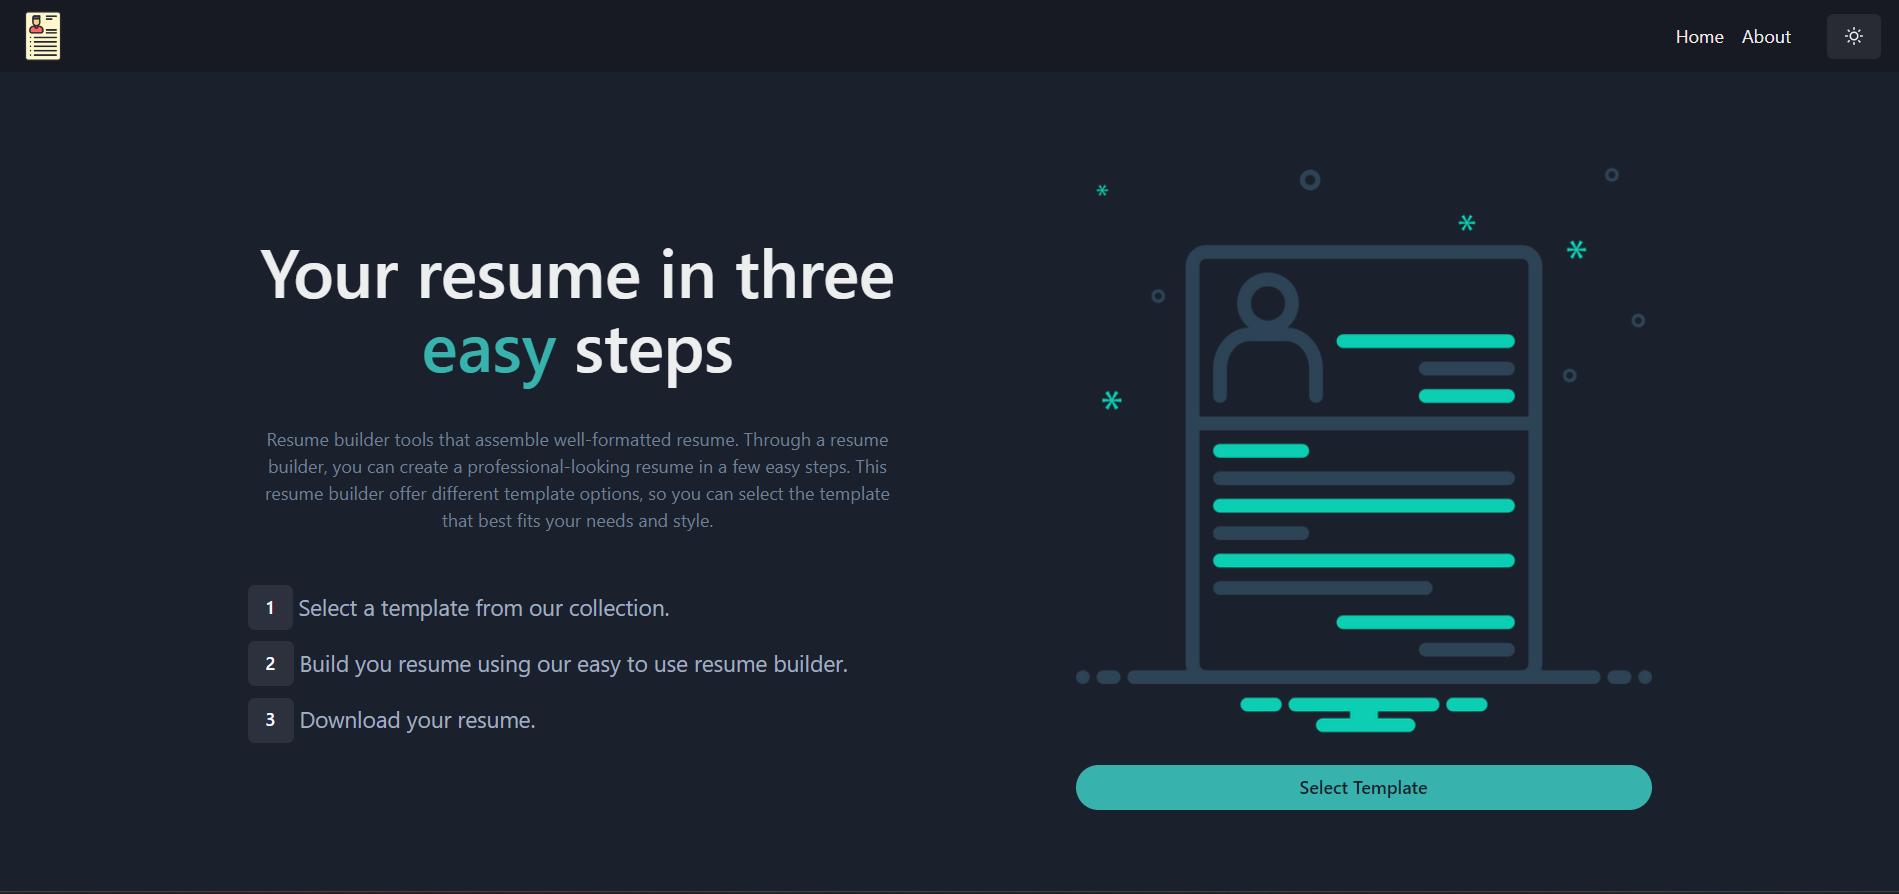 Home About
Your resume in three
easy steps
Resume builder tools that assemble well-formatted resume. Through a resume
builder, you can create a professional-looking resume in a few easy steps. This
resume builder offer different template options, so you can select the template
that best fits your needs and style.
1 Select a template from our collection.
2 Build you resume using our easy to use resume builder.
3 Download your resume.
Select Template